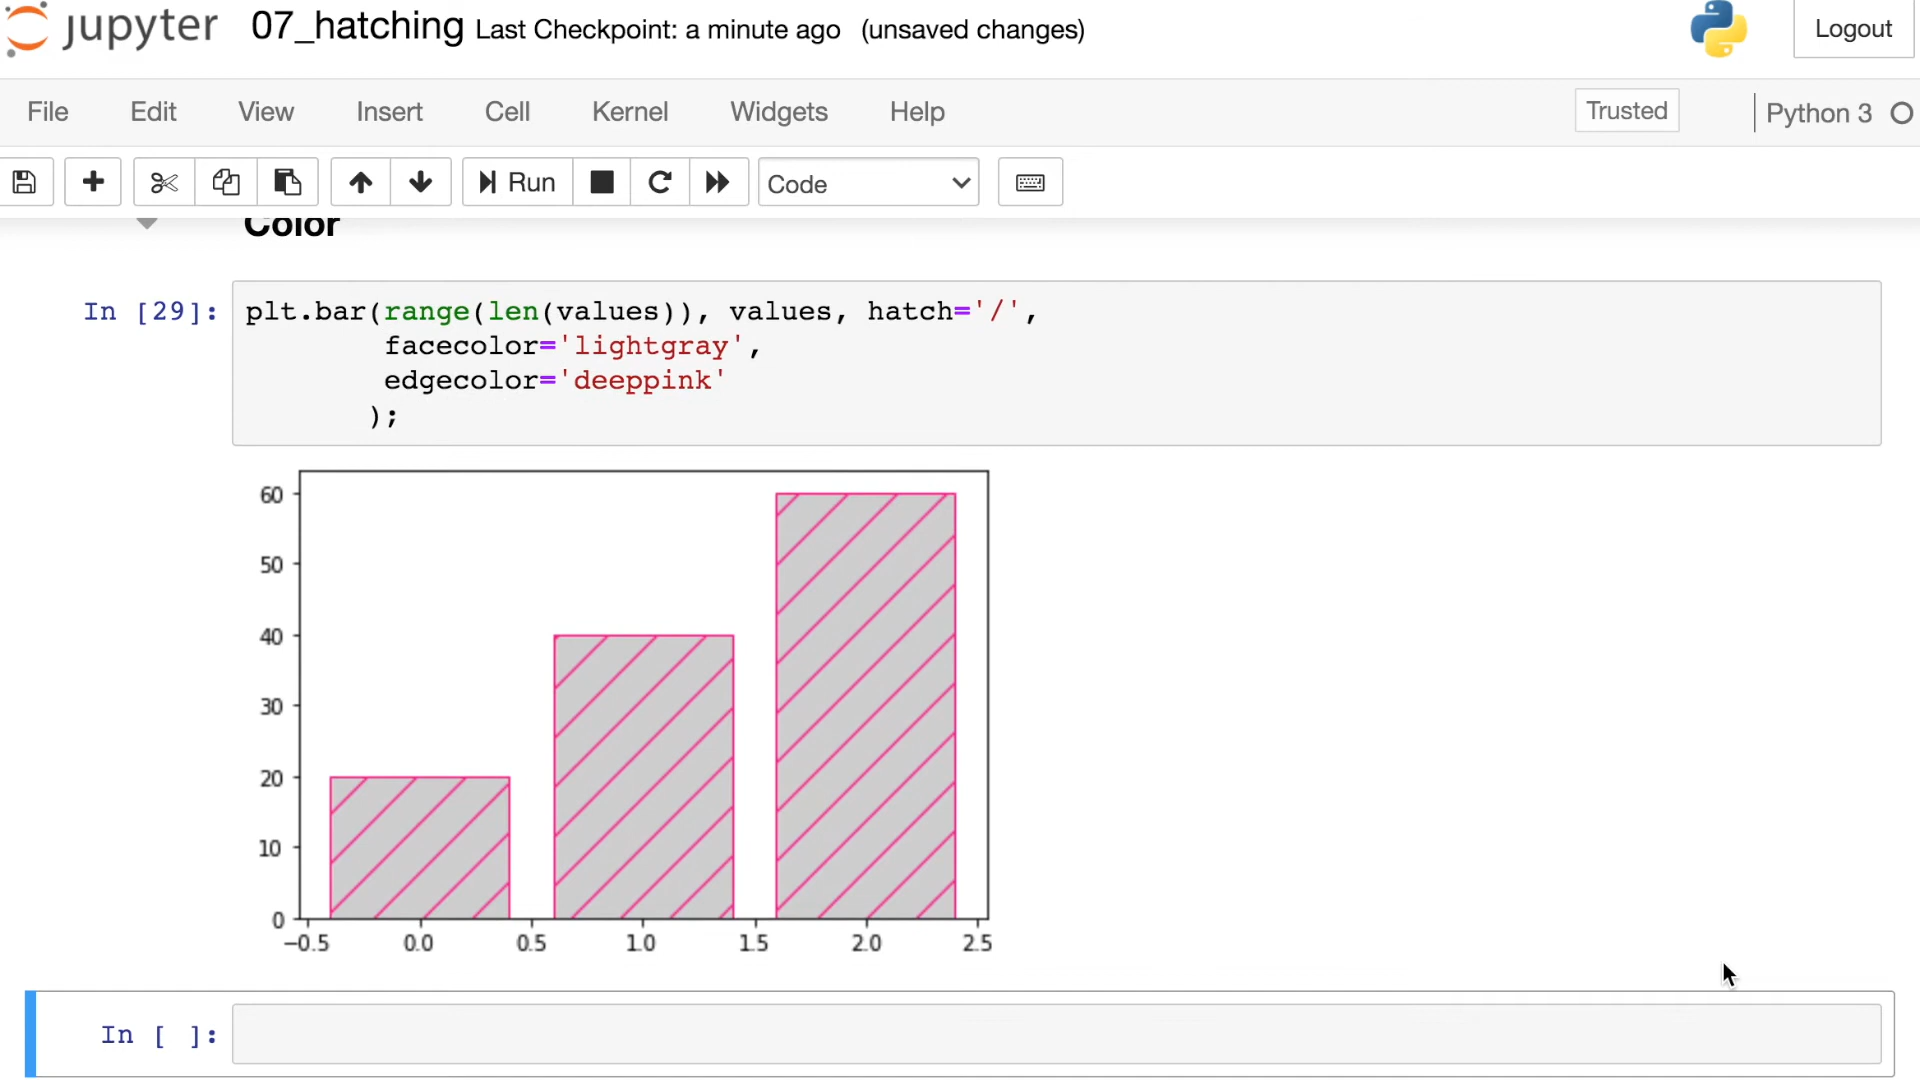 jupyter 07_hatching Last Checkpoint: a minute ago (unsaved changes) Logout
File Edit View Insert Cell Kernel Widgets Help Trusted Python 3
Run Code
Color
In [29]: plt.bar(range(len(values)), values, hatch='/',
facecolor='lightgray',
edgecolor='deeppink'
);
60
50
40
30
20
10
0
−0.5 0.0 0.5 1.0 1.5 2.0 2.5
In [ ]: